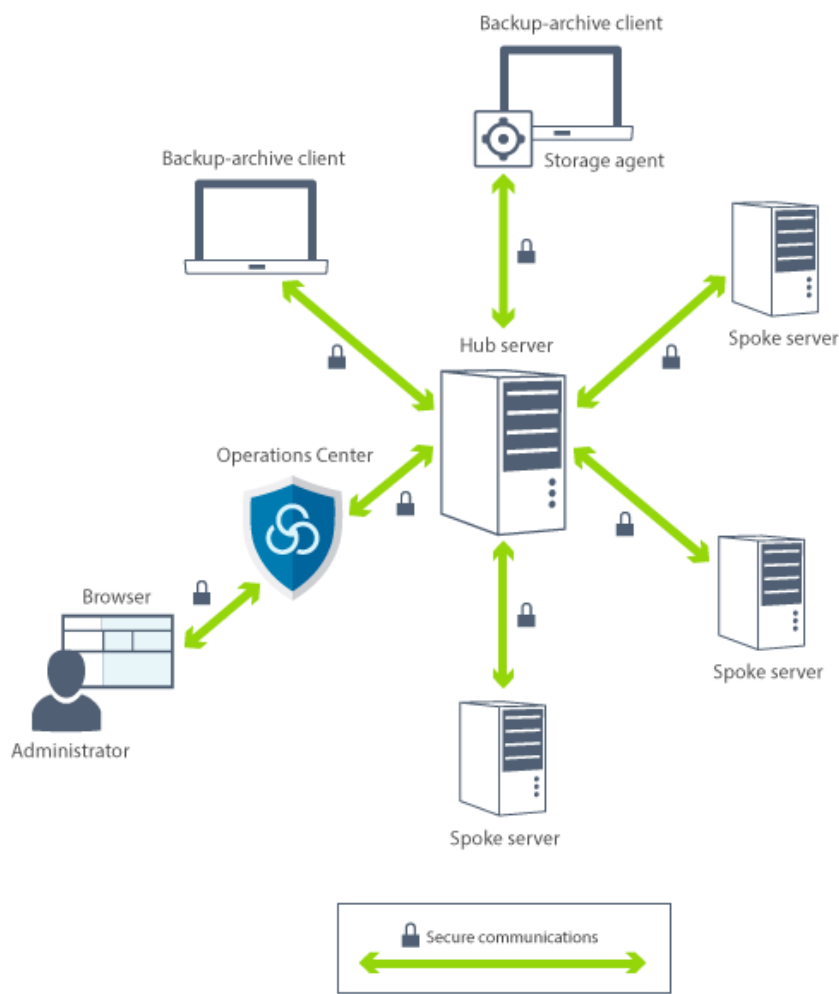 Backup-archive client
Storage agent
Backup-archive client
Spoke server
Hub server
Operations Center
Browser
Spoke server
Administrator
Spoke server
Secure communications